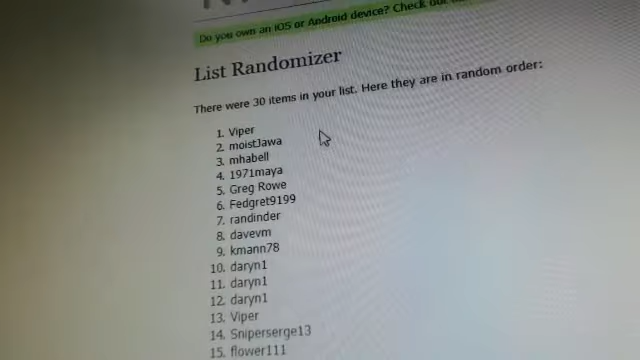 Do you own an iOS or Android device? Check out
List Randomizer
There were 30 items in your list. Here they are in random order:
1. Viper
2. moistJawa
3. mhabell
4. 1971maya
5. Greg Rowe
6. Fedgret9199
7. randinder
8. davevm
9. kmann78
10. daryn1
11. daryn1
12. daryn1
13. Viper
14. Sniperserge13
15. flower111